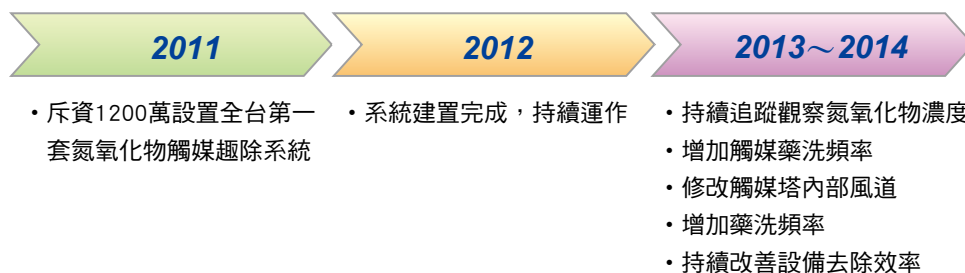 2011
2012
2013～2014
・斥資1200萬設置全台第一
套氮氧化物觸媒趣除系統
・系統建置完成，持續運作
・持續追蹤觀察氮氧化物濃度
・增加觸媒藥洗頻率
・修改觸媒塔內部風道
・增加藥洗頻率
・持續改善設備去除效率